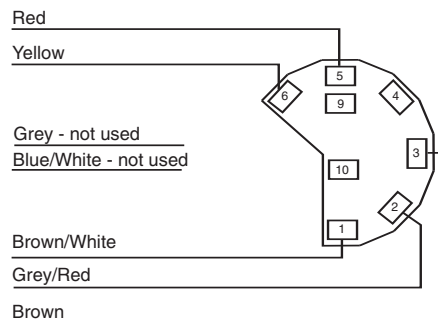 Red
Yellow
5
6
4
9
Grey - not used
3
Blue/White - not used
10
2
1
Brown/White
Grey/Red
Brown